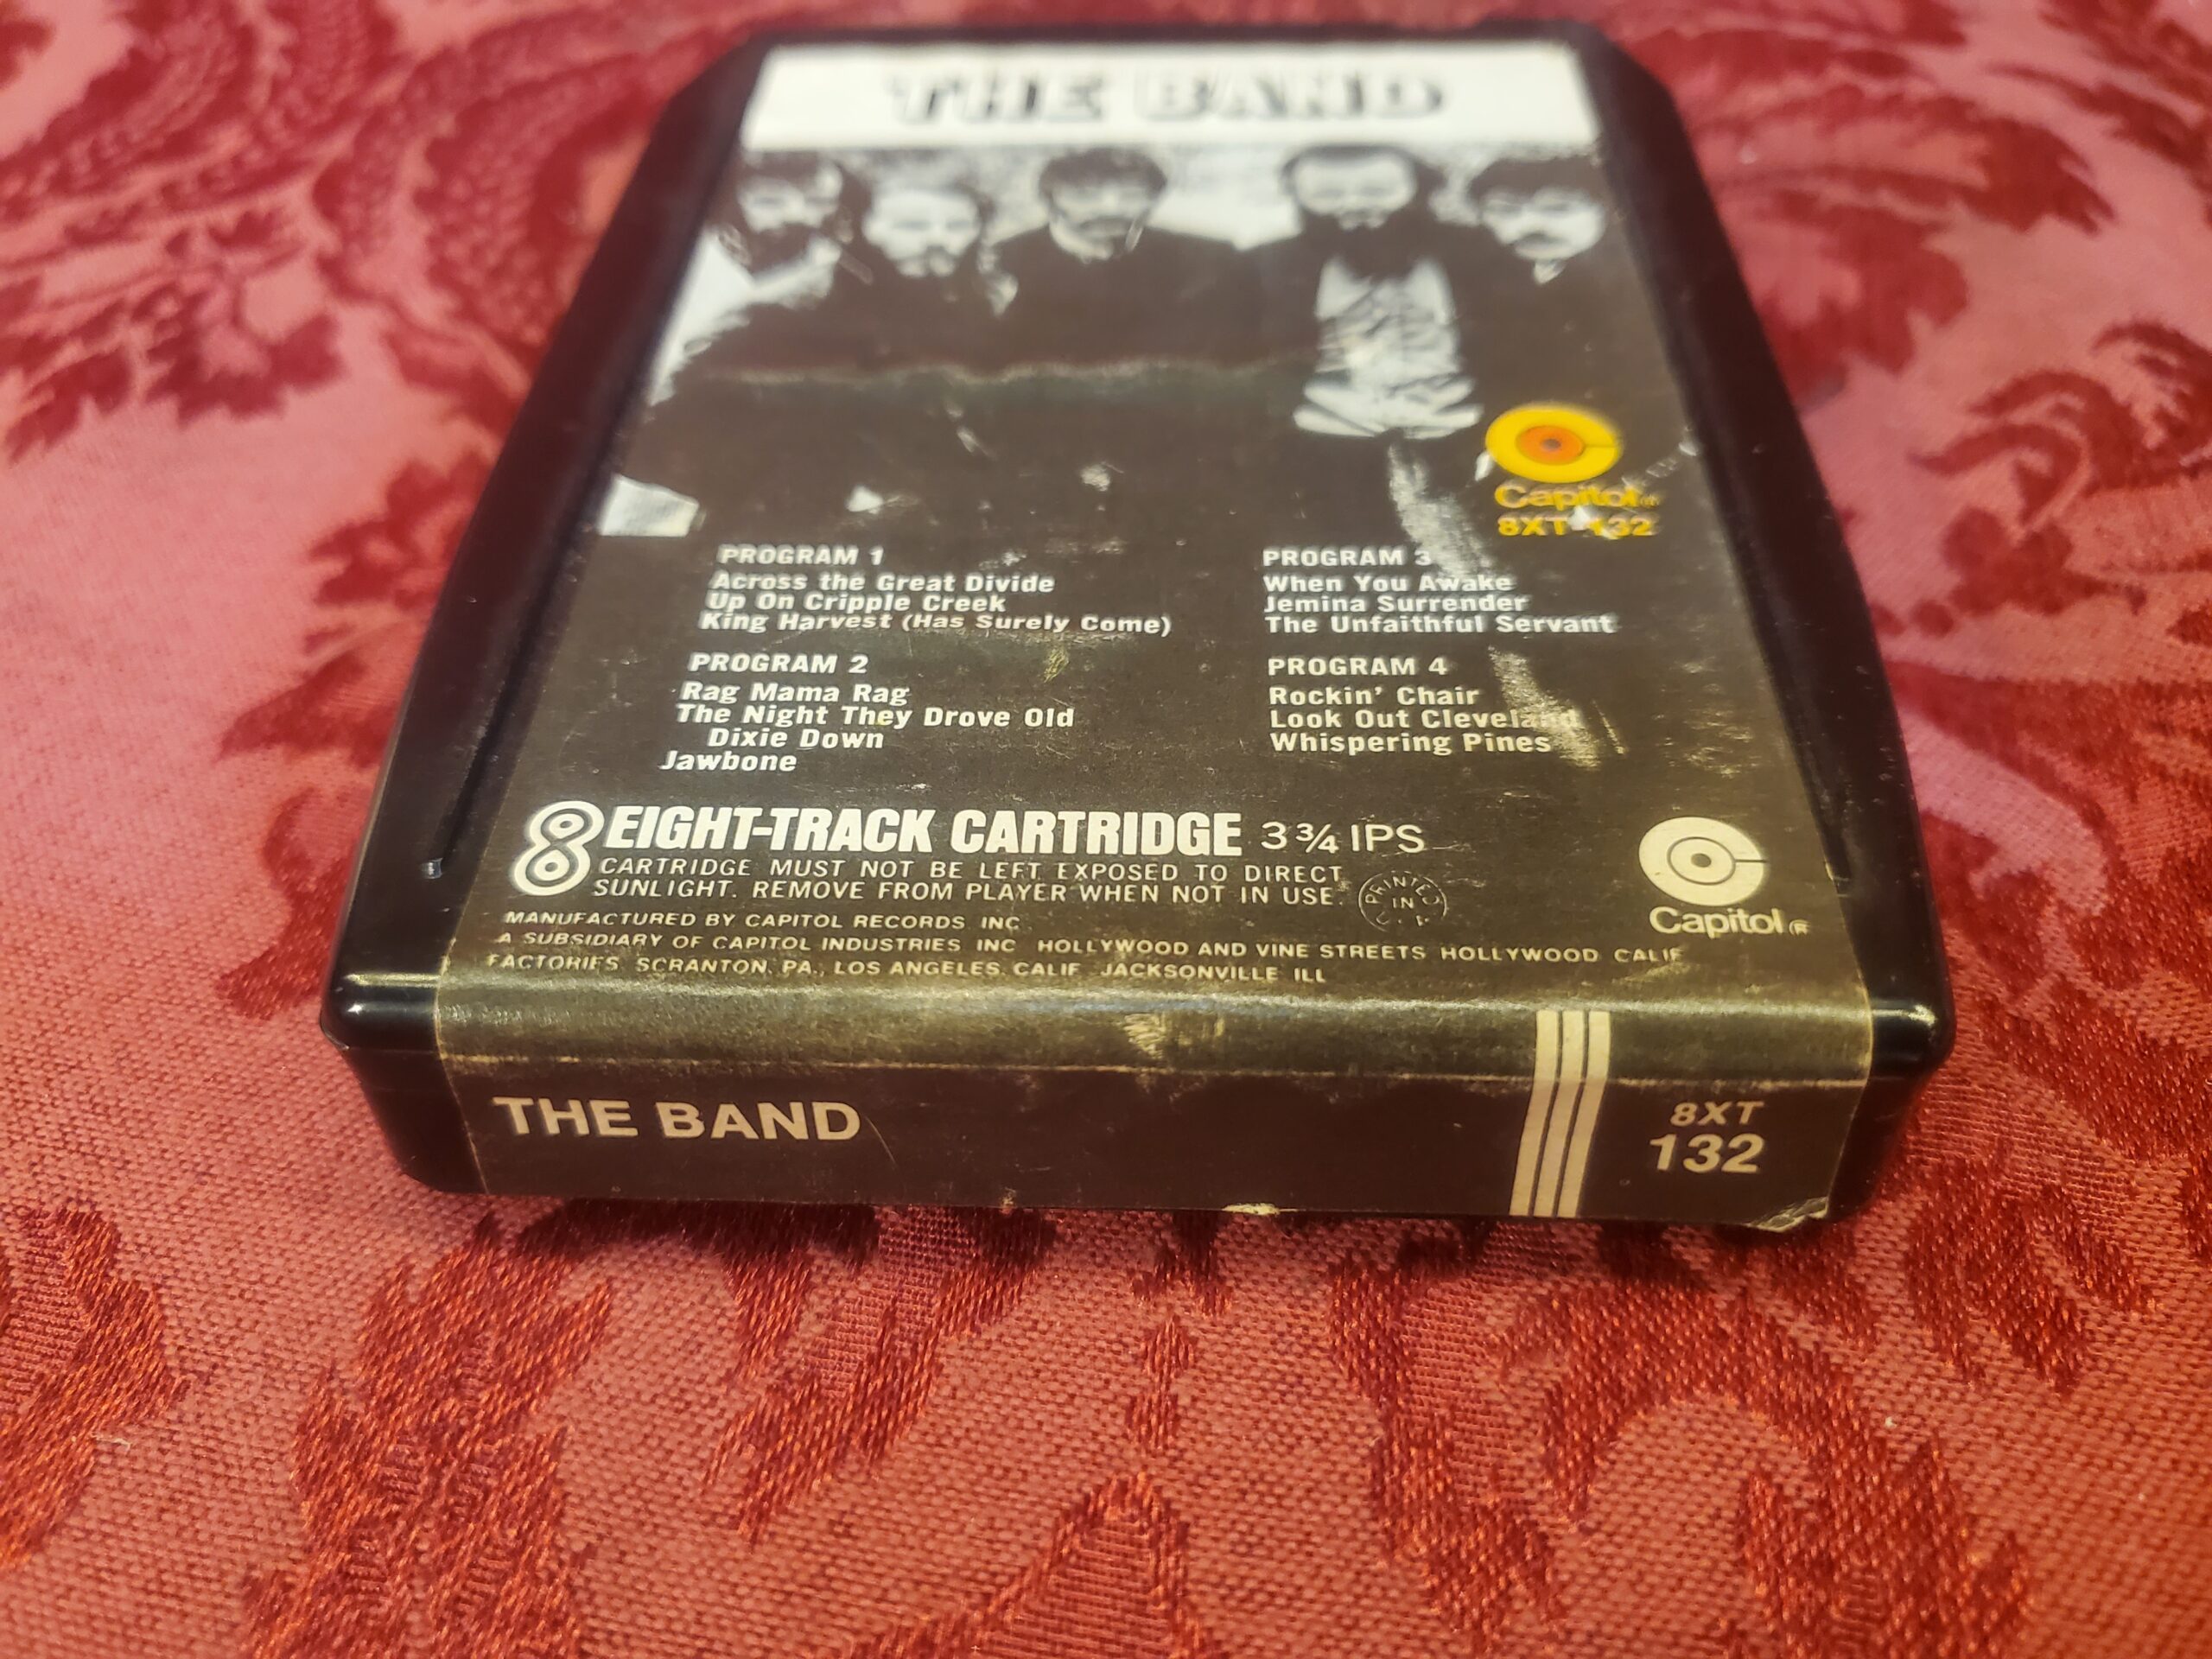 THE BAND
Capitol®
8XT-132
PROGRAM 1
Across the Great Divide
Up On Cripple Creek
King Harvest (Has Surely Come)
PROGRAM 2
Rag Mama Rag
The Night They Drove Old
Dixie Down
Jawbone
PROGRAM 3
When You Awake
Jemina Surrender
The Unfaithful Servant
PROGRAM 4
Rockin' Chair
Look Out Cleveland
Whispering Pines
8 EIGHT-TRACK CARTRIDGE 3 3/4 IPS
CARTRIDGE MUST NOT BE LEFT EXPOSED TO DIRECT
SUNLIGHT. REMOVE FROM PLAYER WHEN NOT IN USE.
PRINTED
IN
Capitol®
MANUFACTURED BY CAPITOL RECORDS INC
A SUBSIDIARY OF CAPITOL INDUSTRIES INC HOLLYWOOD AND VINE STREETS HOLLYWOOD CALIF
FACTORIES SCRANTON, PA., LOS ANGELES, CALIF JACKSONVILLE ILL
THE BAND
8XT
132